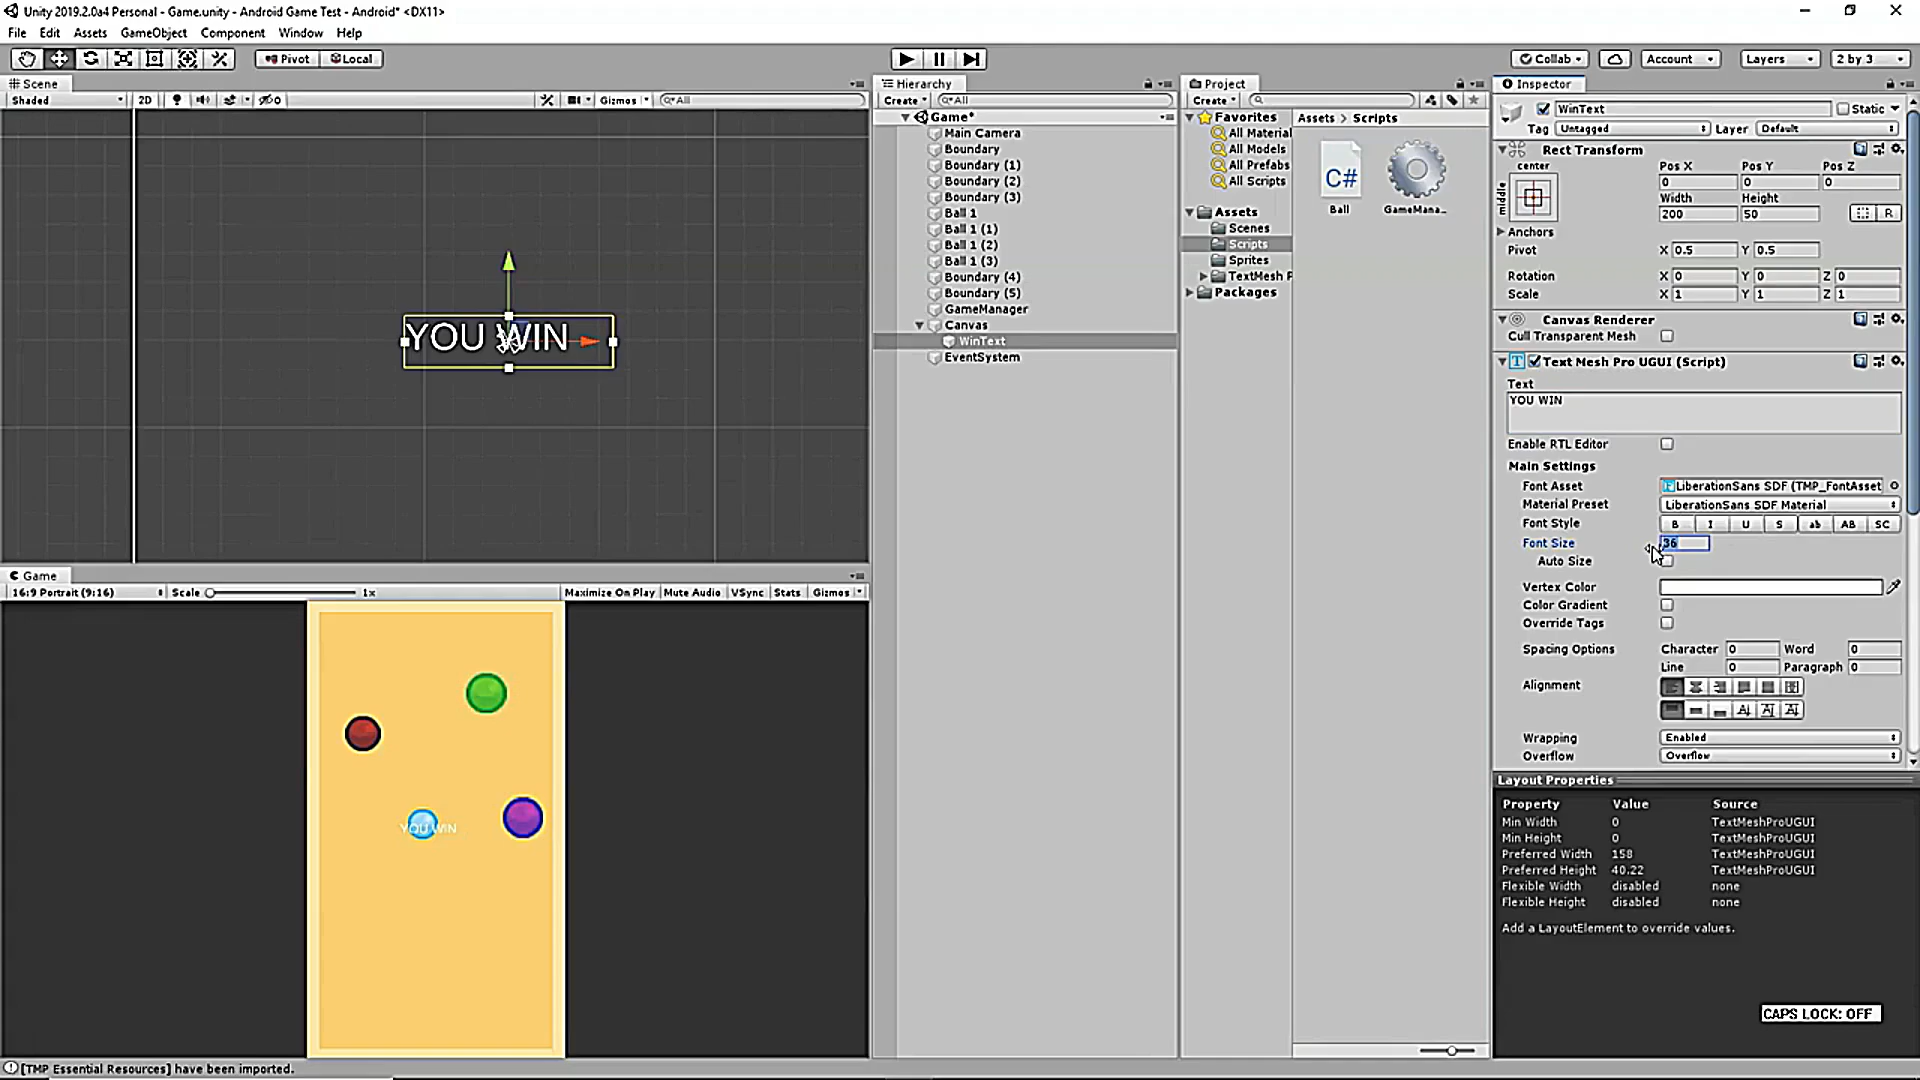 Unity 2019.2.0a4 Personal - Game.unity - Android Game Test - Android* <DX11>
File Edit Assets GameObject Component Window Help
Pivot Local
Collab Account Layers 2 by 3
Scene
Shaded 2D Gizmos All
Hierarchy
Create All
Game*
Main Camera
Boundary
Boundary (1)
Boundary (2)
Boundary (3)
Ball 1
Ball 1 (1)
Ball 1 (2)
Ball 1 (3)
Boundary (4)
Boundary (5)
GameManager
Canvas
WinText
EventSystem
YOU WIN
Project
Create
Favorites
All Material
All Models
All Prefabs
All Scripts
Assets
Scenes
Scripts
Sprites
TextMesh P
Packages
Assets > Scripts
C#
Ball GameMana...
Inspector
WinText Static
Tag Untagged Layer Default
Rect Transform
center
middle
Pos X Pos Y Pos Z
0 0 0
Width Height
200 50 R
Anchors
Pivot X 0.5 Y 0.5
Rotation X 0 Y 0 Z 0
Scale X 1 Y 1 Z 1
Canvas Renderer
Cull Transparent Mesh
Text Mesh Pro UGUI (Script)
Text
YOU WIN
Enable RTL Editor
Main Settings
Font Asset LiberationSans SDF (TMP_FontAsset
Material Preset LiberationSans SDF Material
Font Style B I U S ab AB SC
Font Size 36
Auto Size
Vertex Color
Color Gradient
Override Tags
Spacing Options Character 0 Word 0
Line 0 Paragraph 0
Alignment
Wrapping Enabled
Overflow Overflow
Layout Properties
Property Value Source
Min Width 0 TextMeshProUGUI
Min Height 0 TextMeshProUGUI
Preferred Width 158 TextMeshProUGUI
Preferred Height 40.22 TextMeshProUGUI
Flexible Width disabled none
Flexible Height disabled none
Add a LayoutElement to override values.
CAPS LOCK: OFF
Game
16:9 Portrait (9:16) Scale 1x Maximize On Play Mute Audio VSync Stats Gizmos
YOU WIN
[TMP Essential Resources] have been imported.